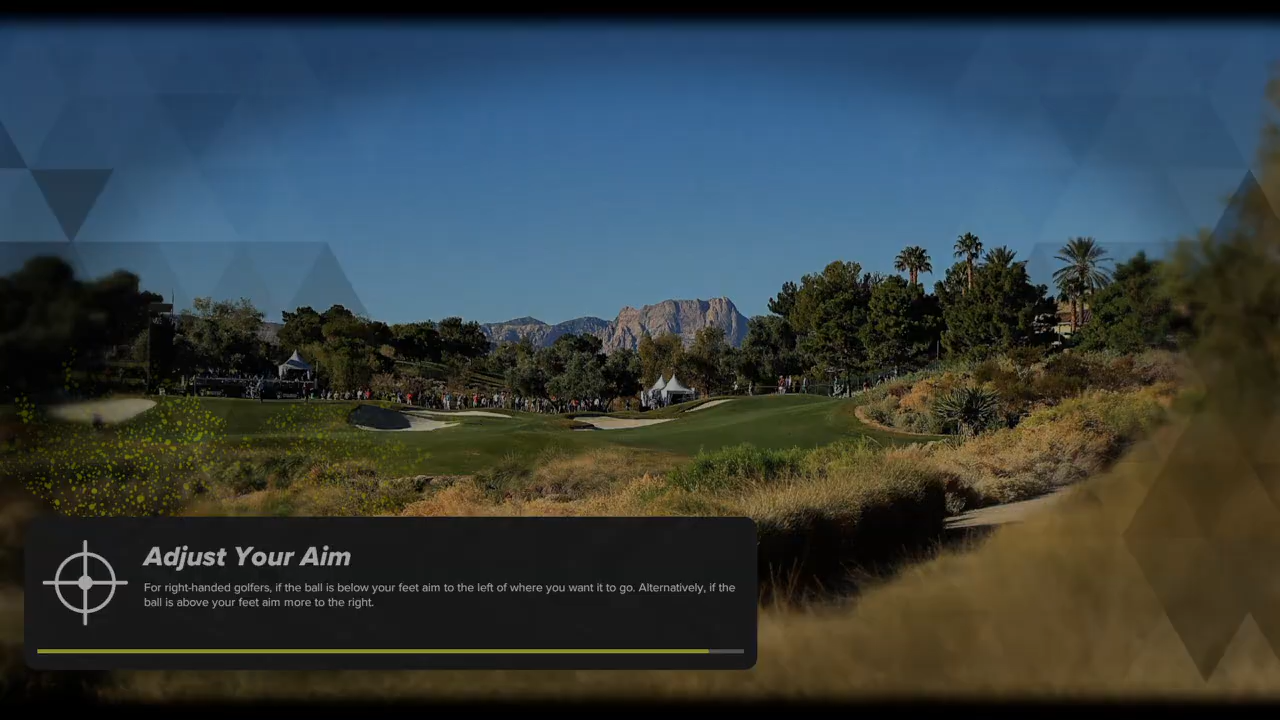 Adjust Your Aim
For right-handed golfers, if the ball is below your feet aim to the left of where you want it to go. Alternatively, if the
ball is above your feet aim more to the right.